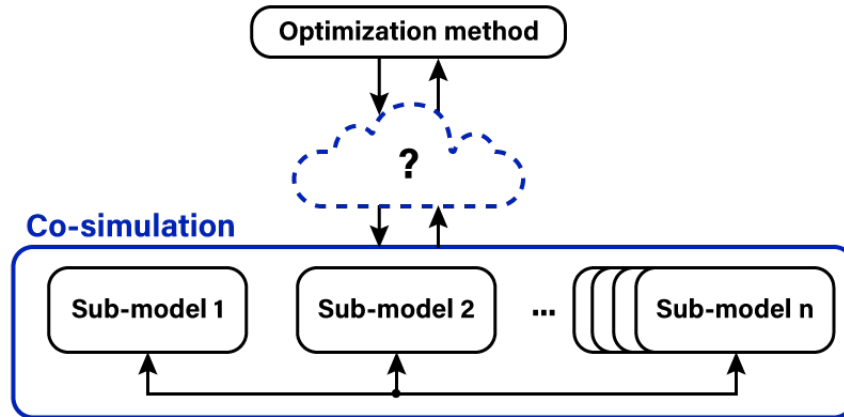 Optimization method
?
Co-simulation
Sub-model 1
Sub-model 2
...
Sub-model n